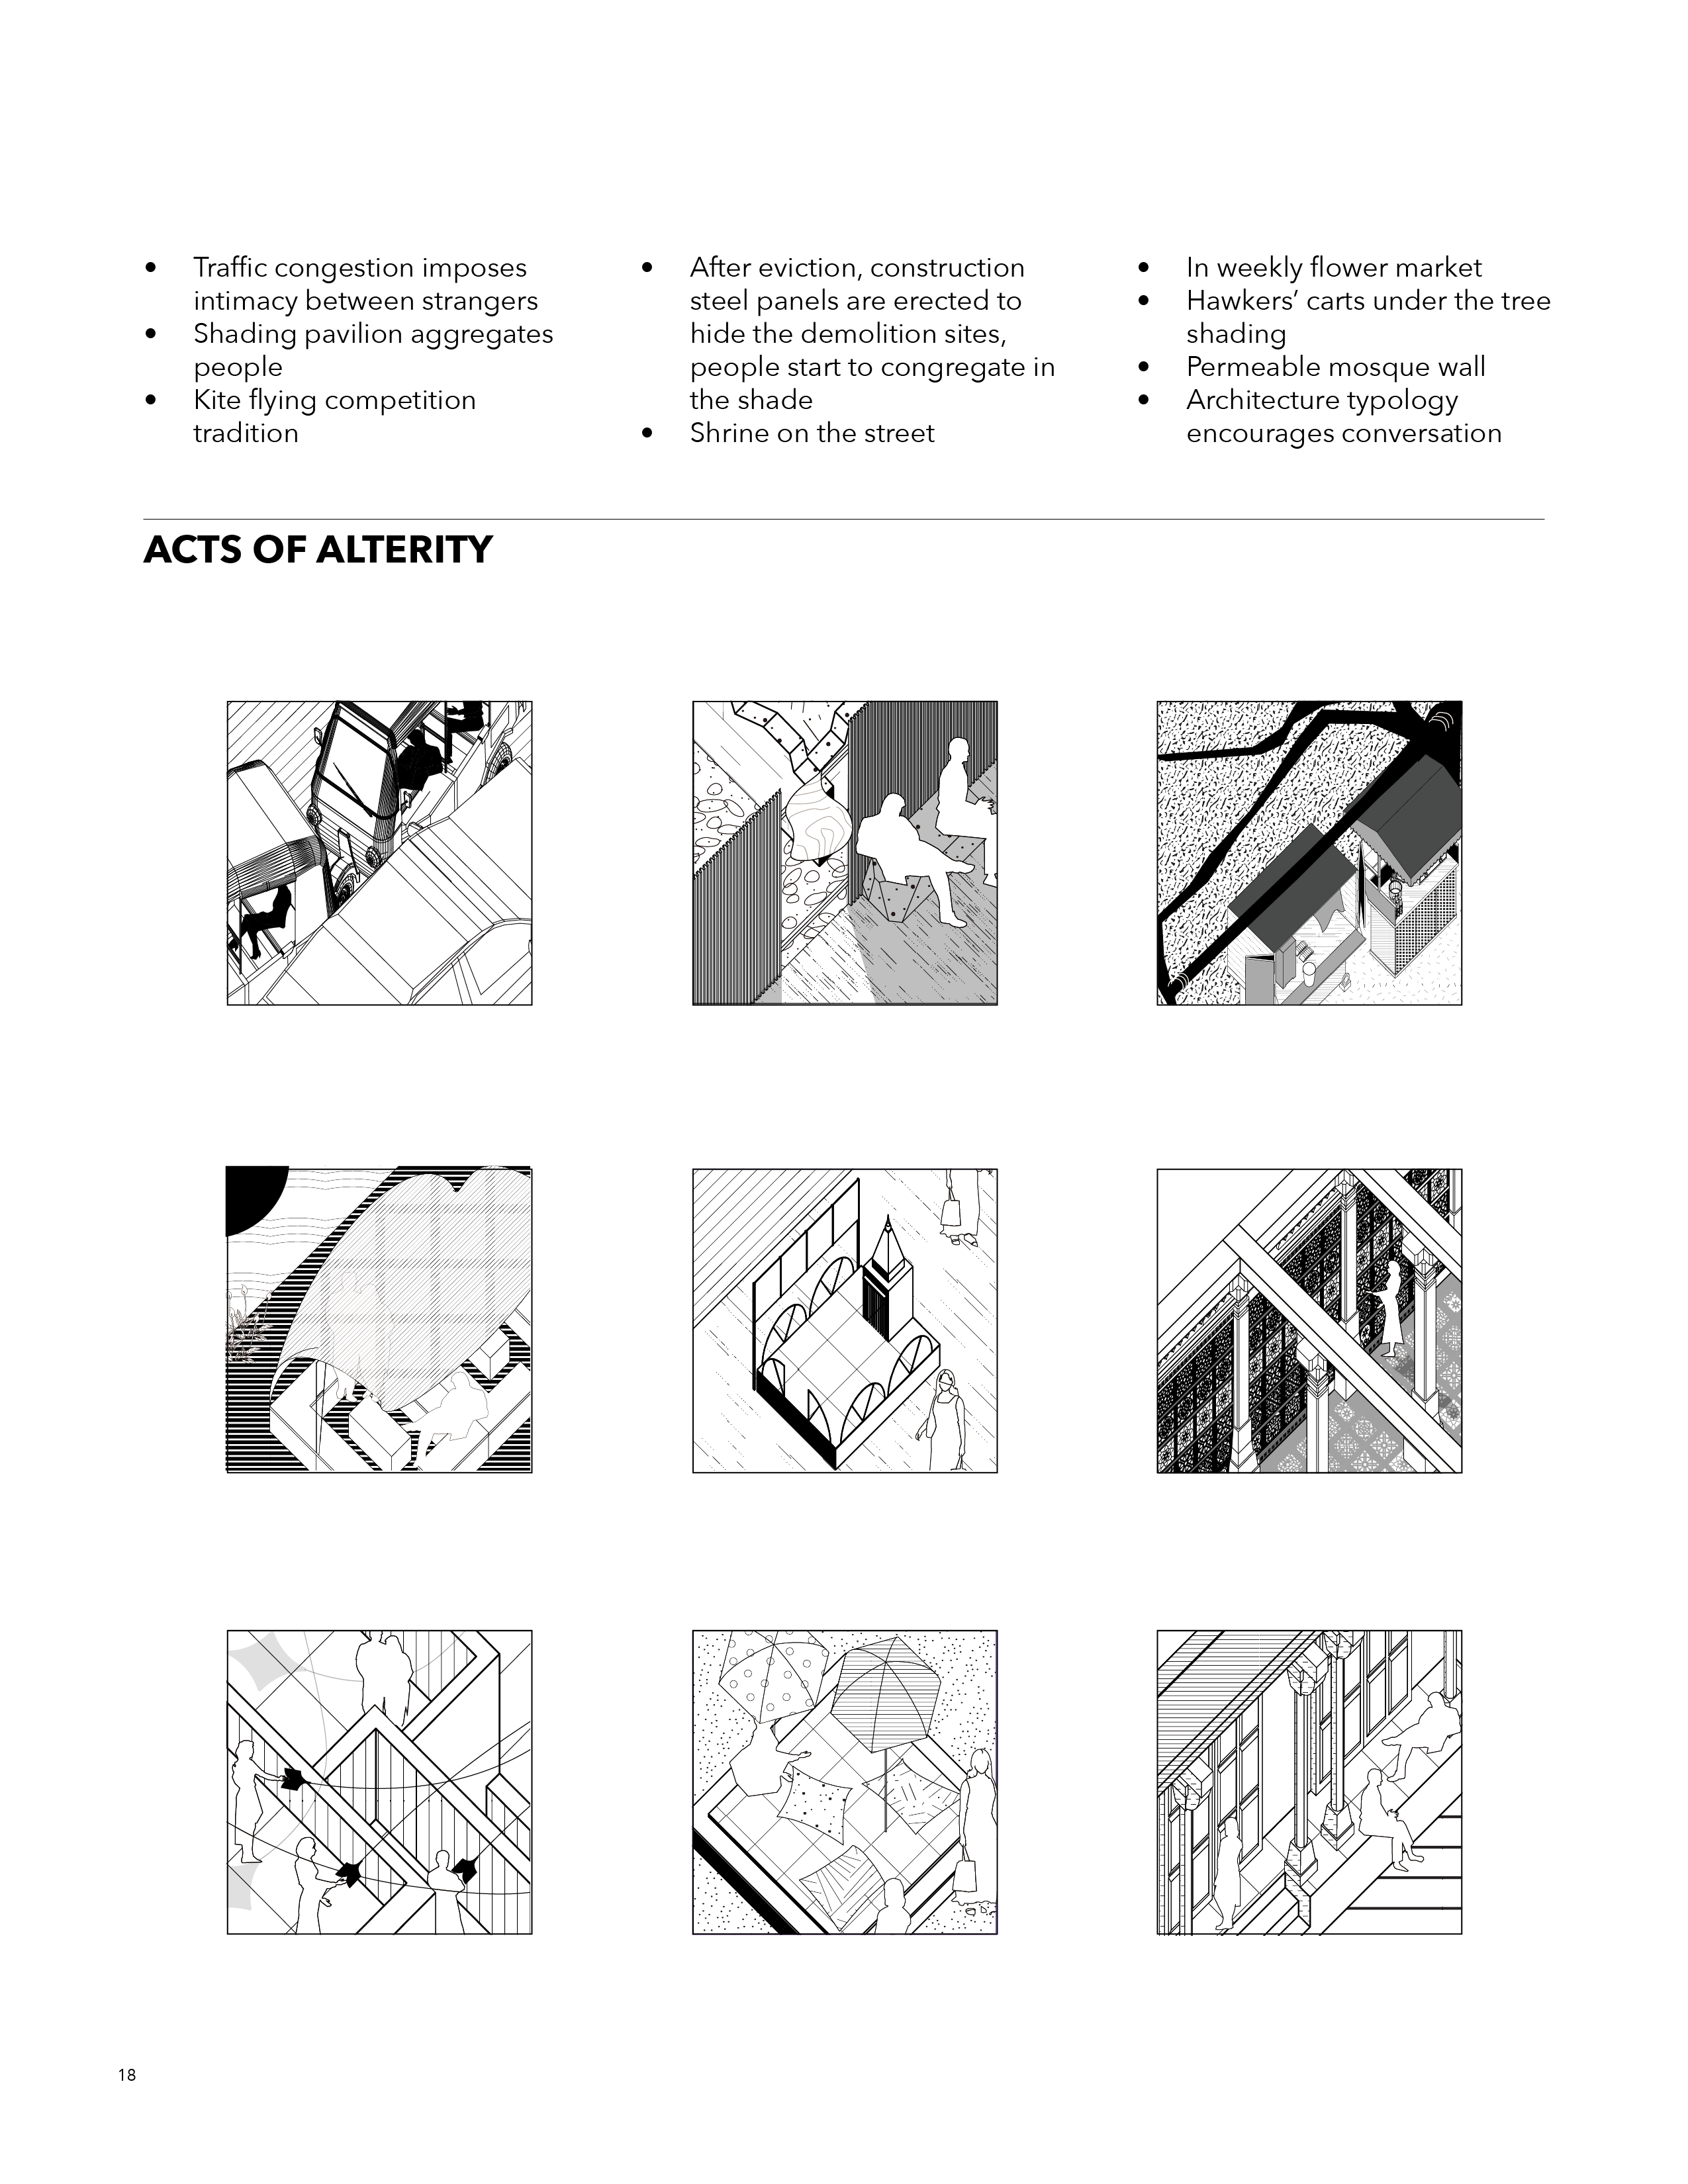 • Traffic congestion imposes
intimacy between strangers
• Shading pavilion aggregates
people
• Kite flying competition
tradition
• After eviction, construction
steel panels are erected to
hide the demolition sites,
people start to congregate in
the shade
• Shrine on the street
• In weekly flower market
• Hawkers’ carts under the tree
shading
• Permeable mosque wall
• Architecture typology
encourages conversation
ACTS OF ALTERITY
18